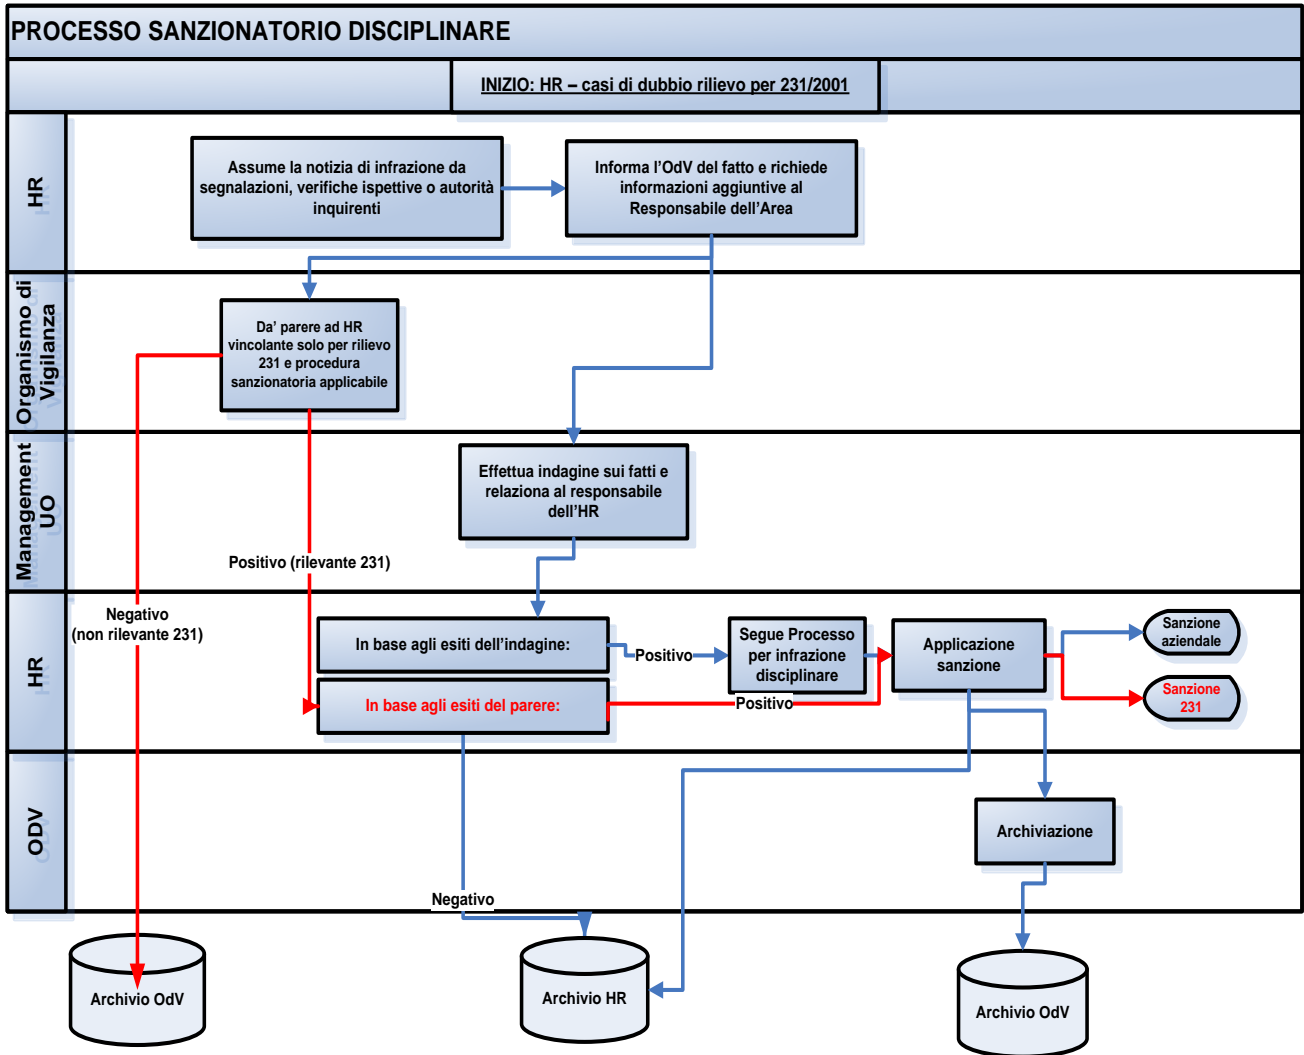 PROCESSO SANZIONATORIO DISCIPLINARE
INIZIO: HR – casi di dubbio rilievo per 231/2001
HR
Assume la notizia di infrazione da
segnalazioni, verifiche ispettive o autorità
inquirenti
Informa l'OdV del fatto e richiede
informazioni aggiuntive al
Responsabile dell'Area
Organismo di
Vigilanza
Da' parere ad HR
vincolante solo per rilievo
231 e procedura
sanzionatoria applicabile
Management
UO
Effettua indagine sui fatti e
relaziona al responsabile
dell'HR
Positivo (rilevante 231)
Negativo
(non rilevante 231)
HR
In base agli esiti dell'indagine:
Positivo
Segue Processo
per infrazione
disciplinare
Applicazione
sanzione
Sanzione
aziendale
In base agli esiti del parere:
Positivo
Sanzione
231
ODV
Archiviazione
Negativo
Archivio OdV
Archivio HR
Archivio OdV